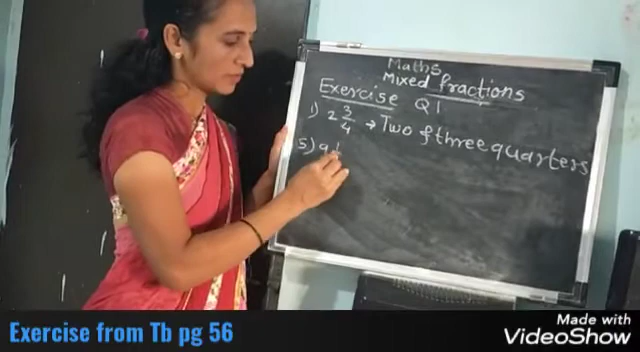 Maths
Mixed fractions
Exercise Q1
1) 2 3/4 → Two & three quarters
5) 9 1
Exercise from Tb pg 56
Made with
VideoShow